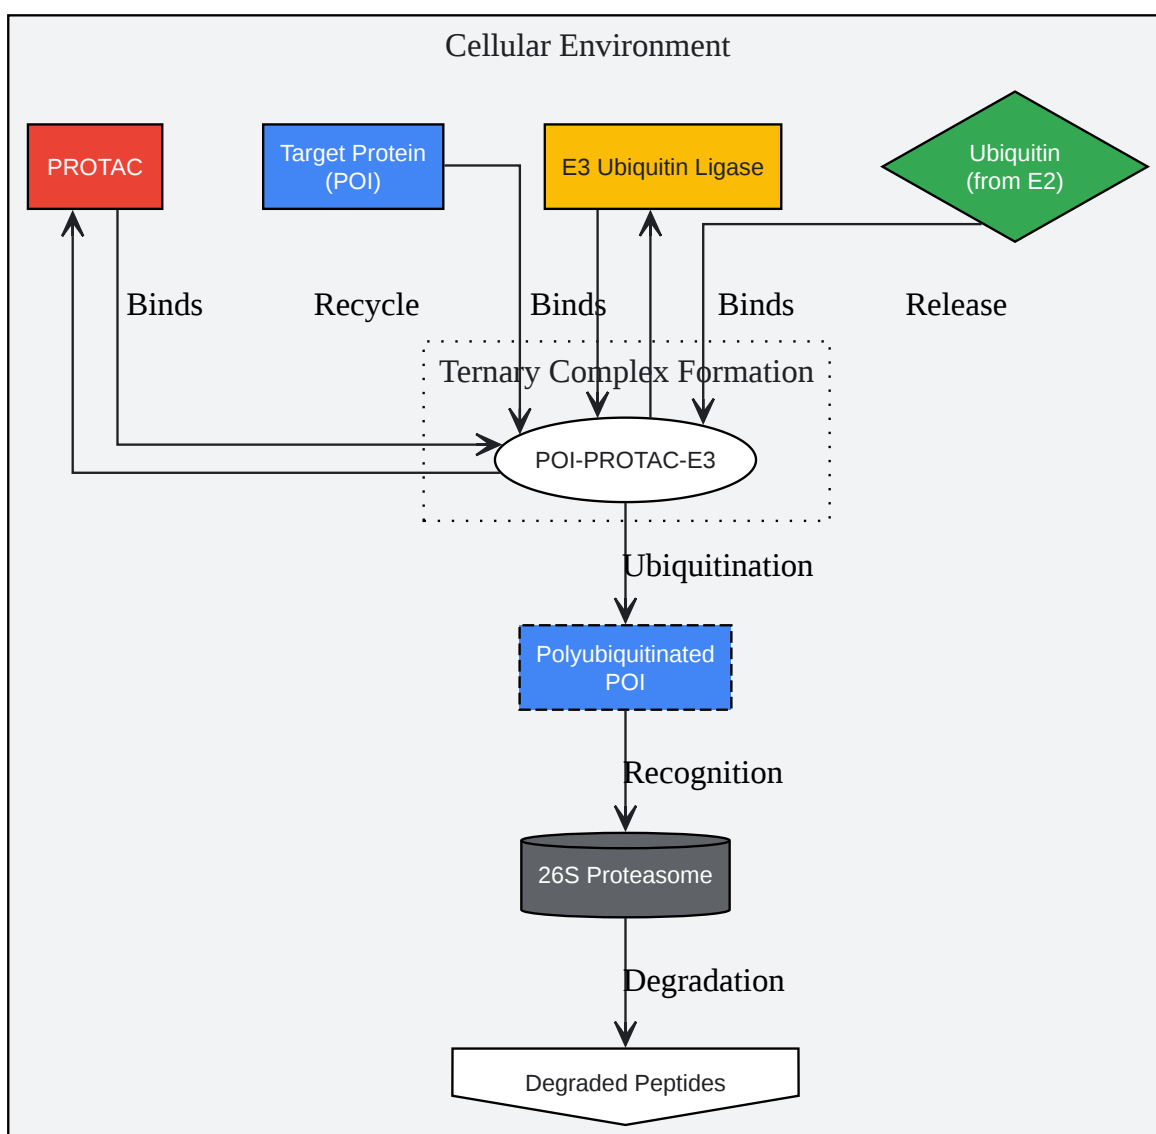 Cellular Environment
PROTAC
Target Protein
(POI)
E3 Ubiquitin Ligase
Ubiquitin
(from E2)
Binds
Recycle
Binds
Binds
Release
Ternary Complex Formation
POI-PROTAC-E3
Ubiquitination
Polyubiquitinated
POI
Recognition
26S Proteasome
Degradation
Degraded Peptides